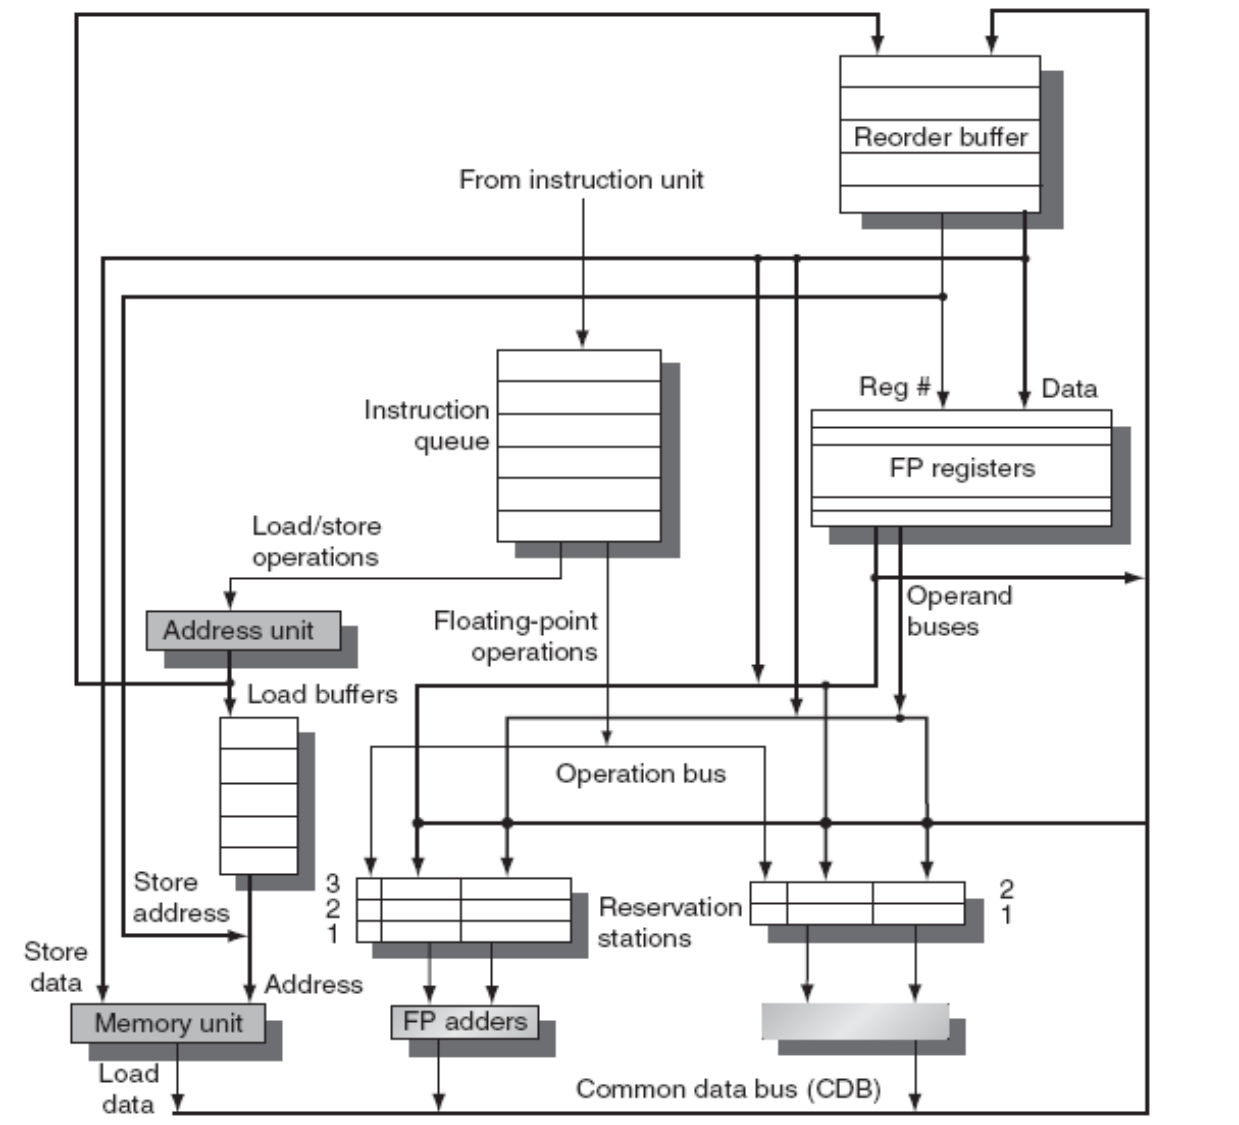 Reorder buffer
From instruction unit
Reg #
Data
Instruction
queue
FP registers
Load/store
operations
Operand
buses
Address unit
Floating-point
operations
Load buffers
Operation bus
Store
address
3
2
1
Reservation
stations
2
1
Store
data
Address
Memory unit
FP adders
Load
data
Common data bus (CDB)